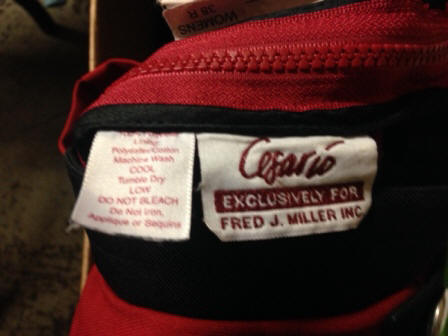 WOMENS
38 R
Lining:
Polyester/Cotton
Machine Wash
COOL
Tumble Dry
LOW
DO NOT BLEACH
Do Not Iron,
Applique or Sequins
Cesario
EXCLUSIVELY FOR
FRED J. MILLER INC